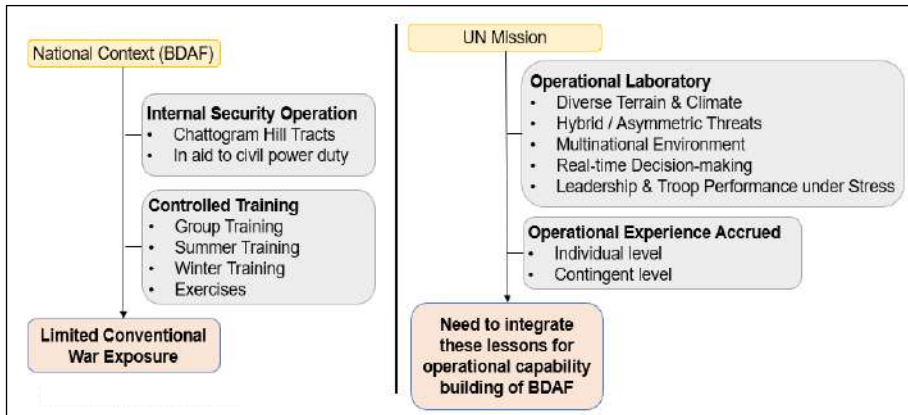 National Context (BDAF)
Internal Security Operation
• Chattogram Hill Tracts
• In aid to civil power duty
Controlled Training
• Group Training
• Summer Training
• Winter Training
• Exercises
Limited Conventional
War Exposure
UN Mission
Operational Laboratory
• Diverse Terrain & Climate
• Hybrid / Asymmetric Threats
• Multinational Environment
• Real-time Decision-making
• Leadership & Troop Performance under Stress
Operational Experience Accrued
• Individual level
• Contingent level
Need to integrate
these lessons for
operational capability
building of BDAF